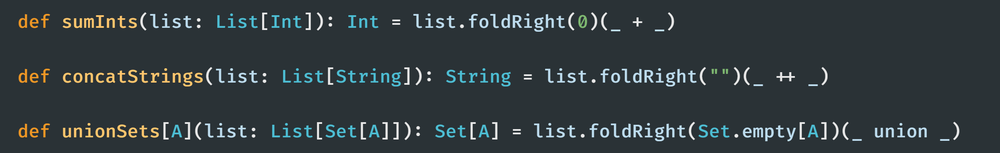 def sumInts(list: List[Int]): Int = list.foldRight(0)(_ + _)
def concatStrings(list: List[String]): String = list.foldRight("")(_ ++ _)
def unionSets[A](list: List[Set[A]]): Set[A] = list.foldRight(Set.empty[A])(_ union _)